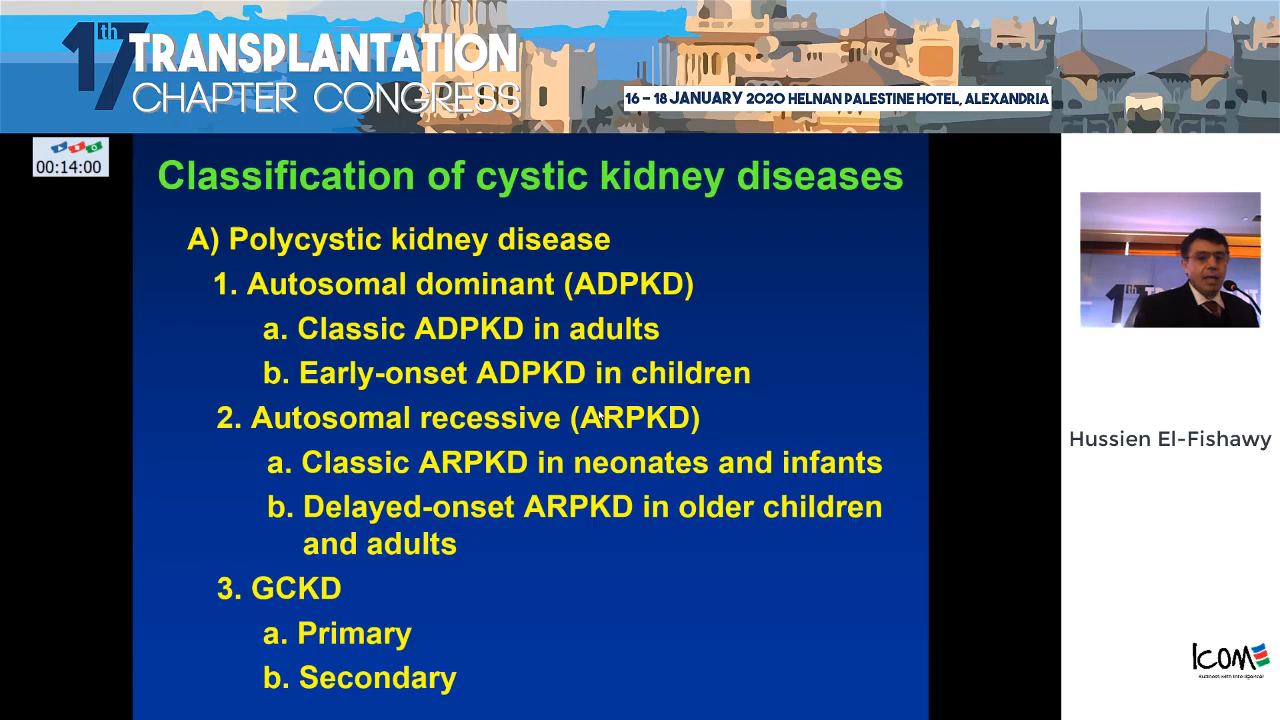 17th TRANSPLANTATION
CHAPTER CONGRESS
16 – 18 JANUARY 2020 HELNAN PALESTINE HOTEL, ALEXANDRIA
00:14:00
Classification of cystic kidney diseases
A) Polycystic kidney disease
1. Autosomal dominant (ADPKD)
a. Classic ADPKD in adults
b. Early-onset ADPKD in children
2. Autosomal recessive (ARPKD)
a. Classic ARPKD in neonates and infants
b. Delayed-onset ARPKD in older children
and adults
3. GCKD
a. Primary
b. Secondary
Hussien El-Fishawy
ICOM